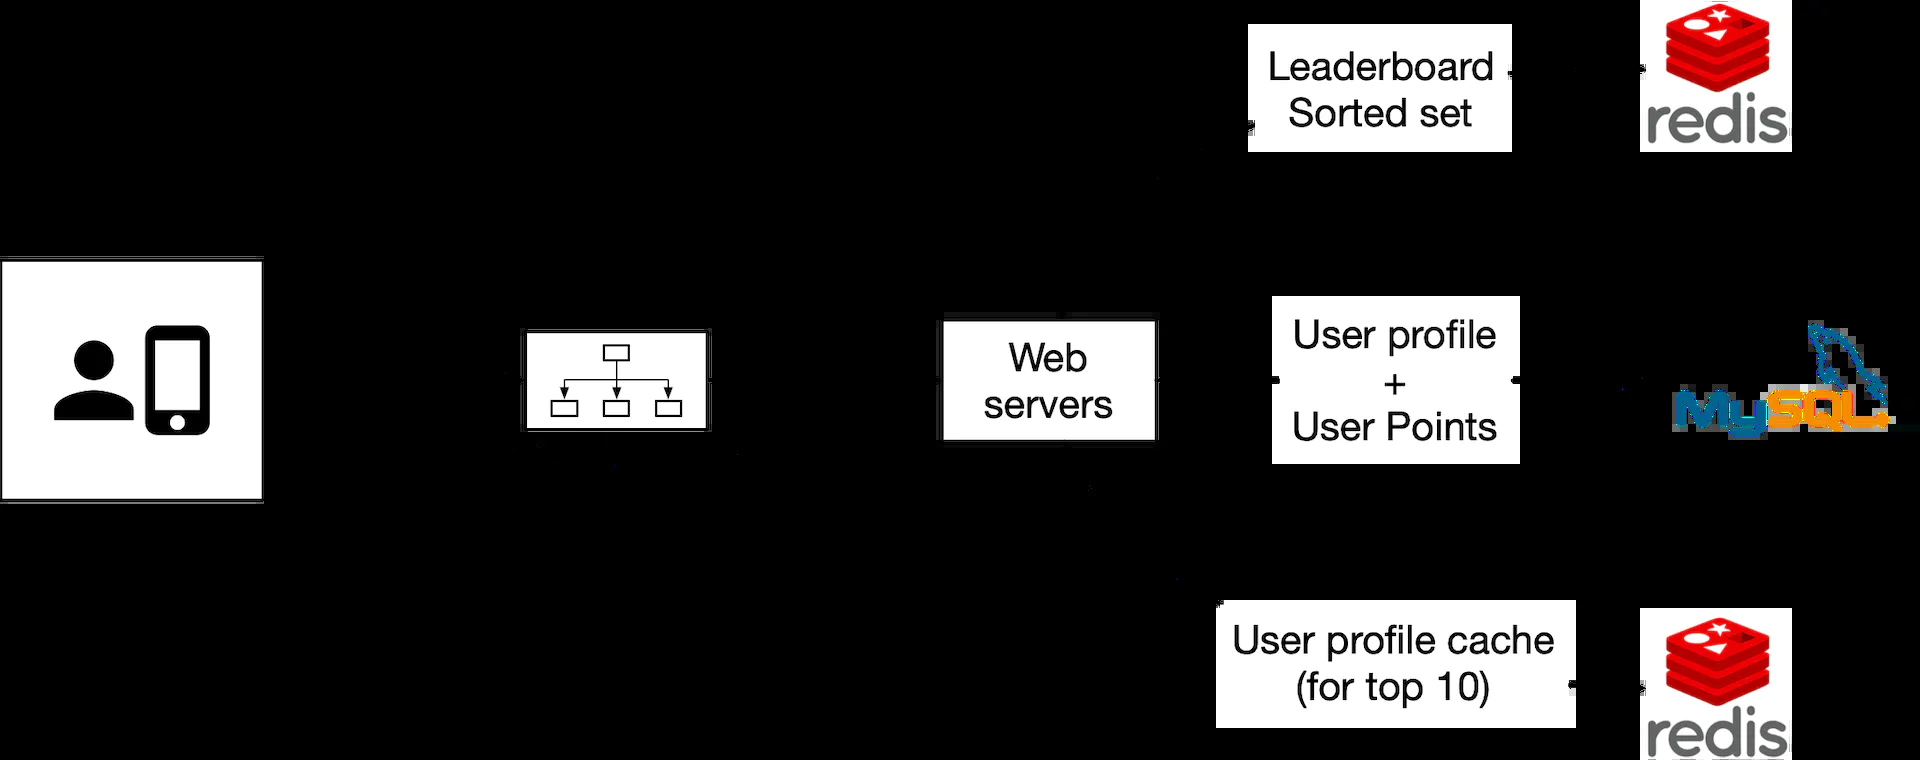 Leaderboard
Sorted set
redis
Web
servers
User profile
+
User Points
MySQL
User profile cache
(for top 10)
redis